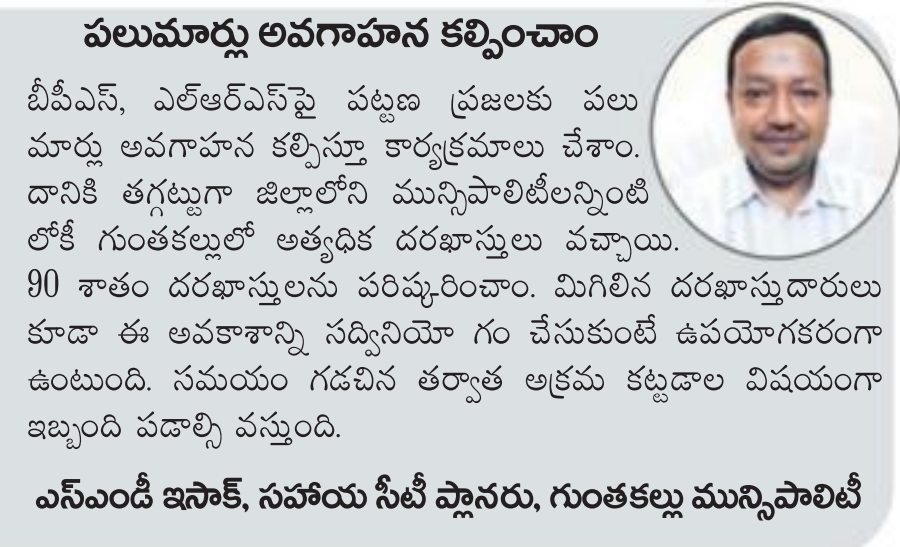 పలుమార్లు అవగాహన కల్పించాం
బీపీఎస్, ఎల్ఆర్ఎస్‌పై పట్టణ ప్రజలకు పలు
మార్లు అవగాహన కల్పిస్తూ కార్యక్రమాలు చేశాం.
దానికి తగ్గట్టుగా జిల్లాలోని మున్సిపాలిటీలన్నింటి
లోకీ గుంతకల్లులో అత్యధిక దరఖాస్తులు వచ్చాయి.
90 శాతం దరఖాస్తులను పరిష్కరించాం. మిగిలిన దరఖాస్తుదారులు
కూడా ఈ అవకాశాన్ని సద్వినియో గం చేసుకుంటే ఉపయోగకరంగా
ఉంటుంది. సమయం గడచిన తర్వాత అక్రమ కట్టడాల విషయంగా
ఇబ్బంది పడాల్సి వస్తుంది.
ఎస్ఎండీ ఇసాక్, సహాయ సీటీ ప్లానరు, గుంతకల్లు మున్సిపాలిటీ